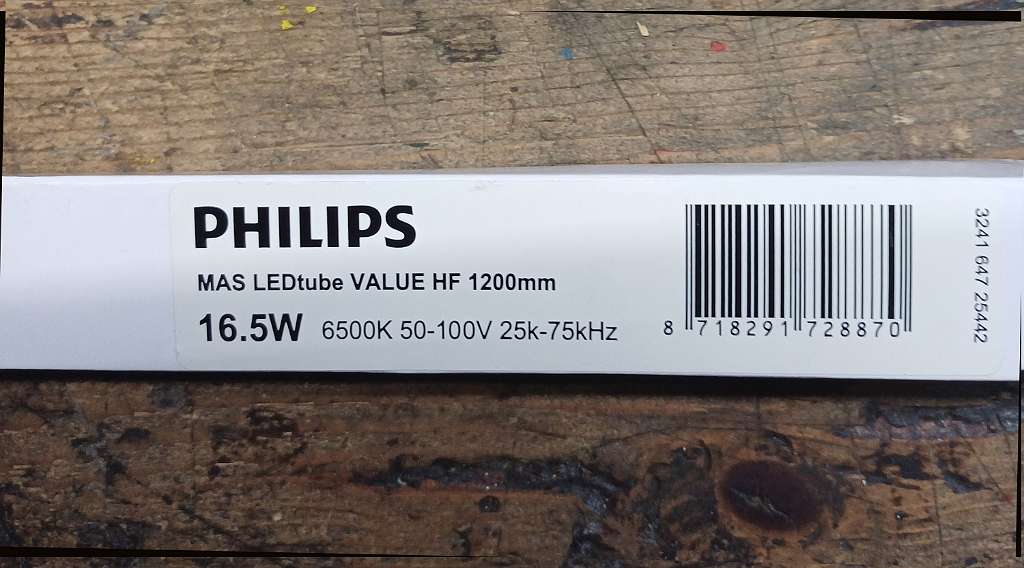 PHILIPS
MAS LEDtube VALUE HF 1200mm
16.5W 6500K 50-100V 25k-75kHz
8 718291 728870
3241 647 25442